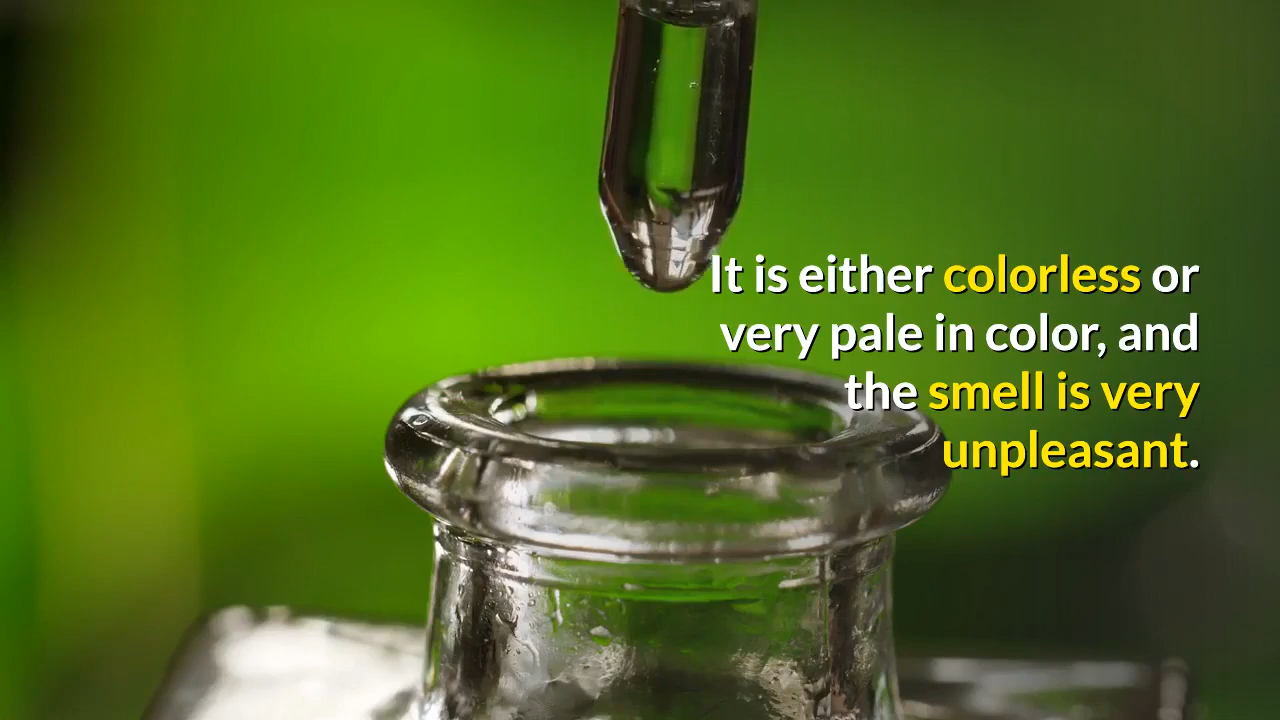 It is either colorless or
very pale in color, and
the smell is very
unpleasant.